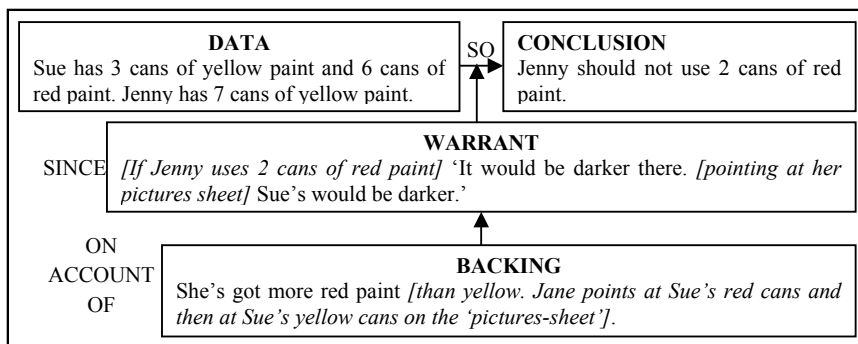 DATA
Sue has 3 cans of yellow paint and 6 cans of
red paint. Jenny has 7 cans of yellow paint.
SO
CONCLUSION
Jenny should not use 2 cans of red
paint.
WARRANT
SINCE
[If Jenny uses 2 cans of red paint] ‘It would be darker there. [pointing at her
pictures sheet] Sue’s would be darker.’
ON
ACCOUNT
OF
BACKING
She’s got more red paint [than yellow. Jane points at Sue’s red cans and
then at Sue’s yellow cans on the ‘pictures-sheet’].